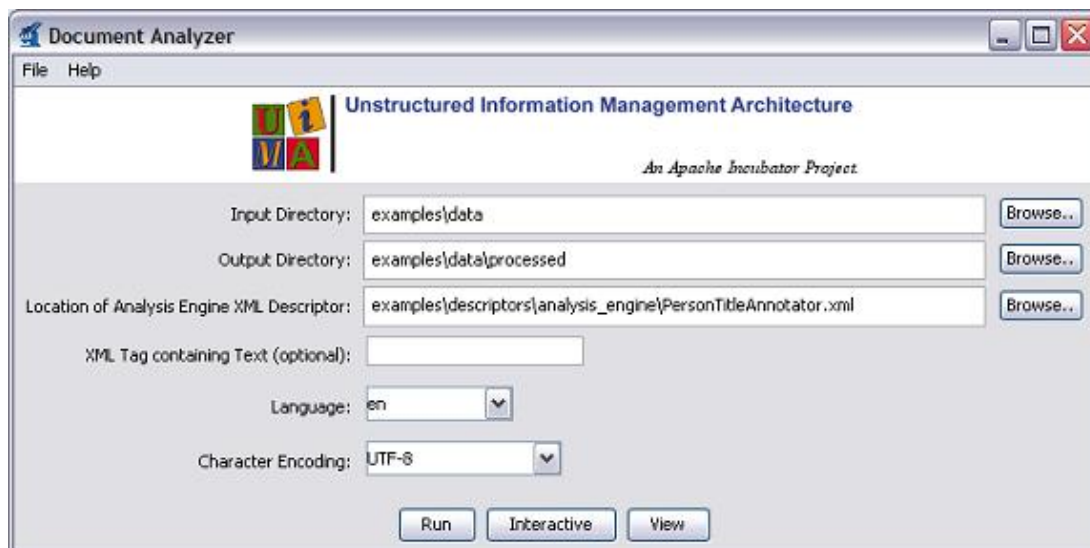 Document Analyzer
File Help
UiMA
Unstructured Information Management Architecture
An Apache Incubator Project
Input Directory: examples\data Browse..
Output Directory: examples\data\processed Browse..
Location of Analysis Engine XML Descriptor: examples\descriptors\analysis_engine\PersonTitleAnnotator.xml Browse..
XML Tag containing Text (optional):
Language: en
Character Encoding: UTF-8
Run Interactive View